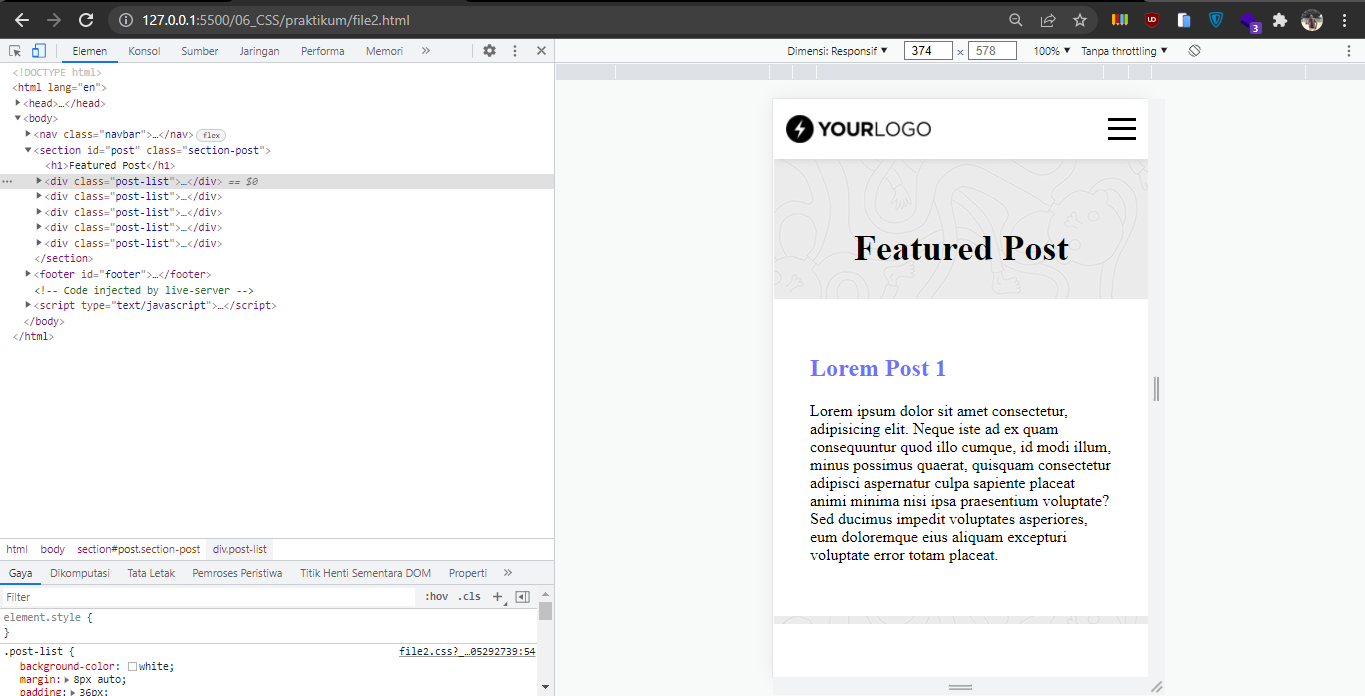 127.0.0.1:5500/06_CSS/praktikum/file2.html
UD
3
Elemen Konsol Sumber Jaringan Performa Memori »
Dimensi: Responsif ▼ 374 × 578 100% ▼ Tanpa throttling ▼
<!DOCTYPE html>
<html lang="en">
<head>…</head>
<body>
<nav class="navbar">…</nav> flex
<section id="post" class="section-post">
<h1>Featured Post</h1>
<div class="post-list">…</div> == $0
<div class="post-list">…</div>
<div class="post-list">…</div>
<div class="post-list">…</div>
<div class="post-list">…</div>
</section>
<footer id="footer">…</footer>
<!-- Code injected by live-server -->
<script type="text/javascript">…</script>
</body>
</html>
html body section#post.section-post div.post-list
Gaya Dikomputasi Tata Letak Pemroses Peristiwa Titik Henti Sementara DOM Properti »
Filter :hov .cls +
element.style {
}
.post-list { file2.css?_…05292739:54
background-color: white;
margin: 8px auto;
padding: 36px;
YOURLOGO
Featured Post
Lorem Post 1
Lorem ipsum dolor sit amet consectetur,
adipisicing elit. Neque iste ad ex quam
consequuntur quod illo cumque, id modi illum,
minus possimus quaerat, quisquam consectetur
adipisci aspernatur culpa sapiente placeat
animi minima nisi ipsa praesentium voluptate?
Sed ducimus impedit voluptates asperiores,
eum doloremque eius aliquam excepturi
voluptate error totam placeat.